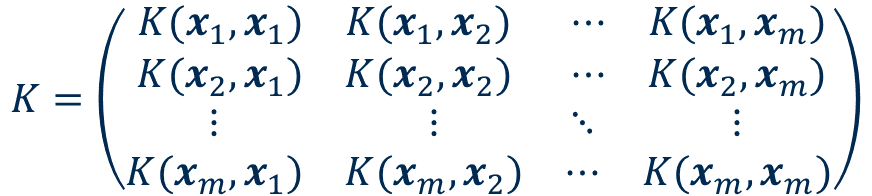 K(𝒙₁, 𝒙₁) K(𝒙₁, 𝒙₂) ⋯ K(𝒙₁, 𝒙ₘ)
K(𝒙₂, 𝒙₁) K(𝒙₂, 𝒙₂) ⋯ K(𝒙₂, 𝒙ₘ)
K = ⋮ ⋮ ⋱ ⋮
K(𝒙ₘ, 𝒙₁) K(𝒙ₘ, 𝒙₂) ⋯ K(𝒙ₘ, 𝒙ₘ)